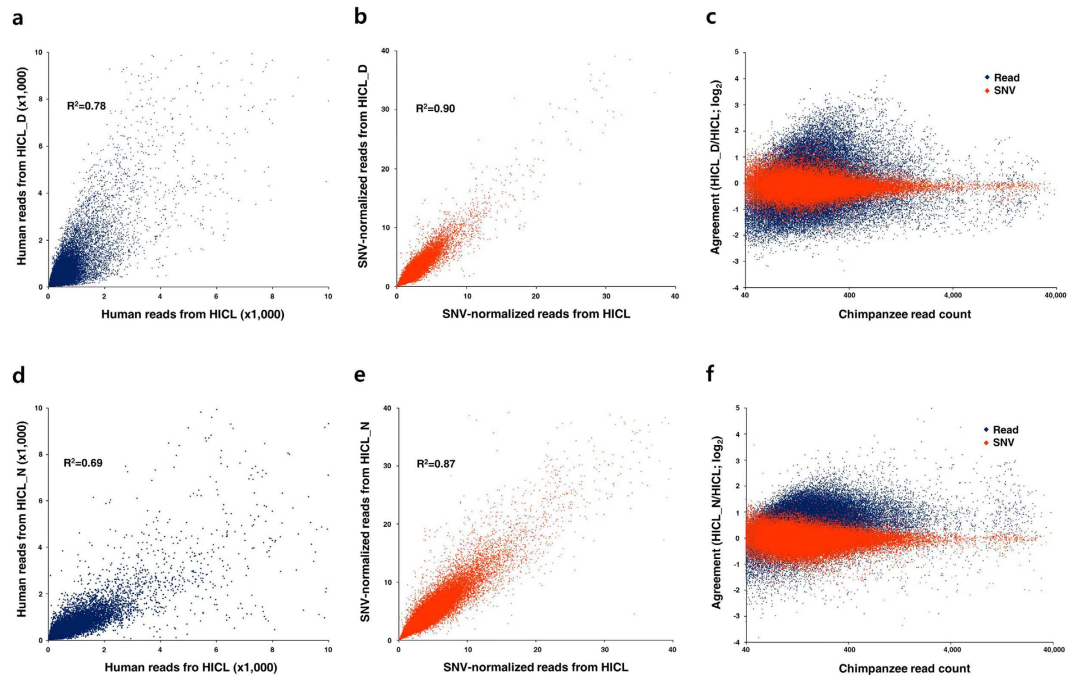 a
Human reads from HICL_D (x1,000)
10
8
6
4
2
0
R²=0.78
0 2 4 6 8 10
Human reads from HICL (x1,000)
b
SNV-normalized reads from HICL_D
40
30
20
10
0
R²=0.90
0 10 20 30 40
SNV-normalized reads from HICL
c
Agreement (HICL_D/HICL; log₂)
5
4
3
2
1
0
-1
-2
-3
-4
Read
SNV
40 400 4,000 40,000
Chimpanzee read count
d
Human reads from HICL_N (x1,000)
10
8
6
4
2
0
R²=0.69
0 2 4 6 8 10
Human reads fro HICL (x1,000)
e
SNV-normalized reads from HICL_N
40
30
20
10
0
R²=0.87
0 10 20 30 40
SNV-normalized reads from HICL
f
Agreement (HICL_N/HICL; log₂)
5
4
3
2
1
0
-1
-2
-3
-4
Read
SNV
40 400 4,000 40,000
Chimpanzee read count